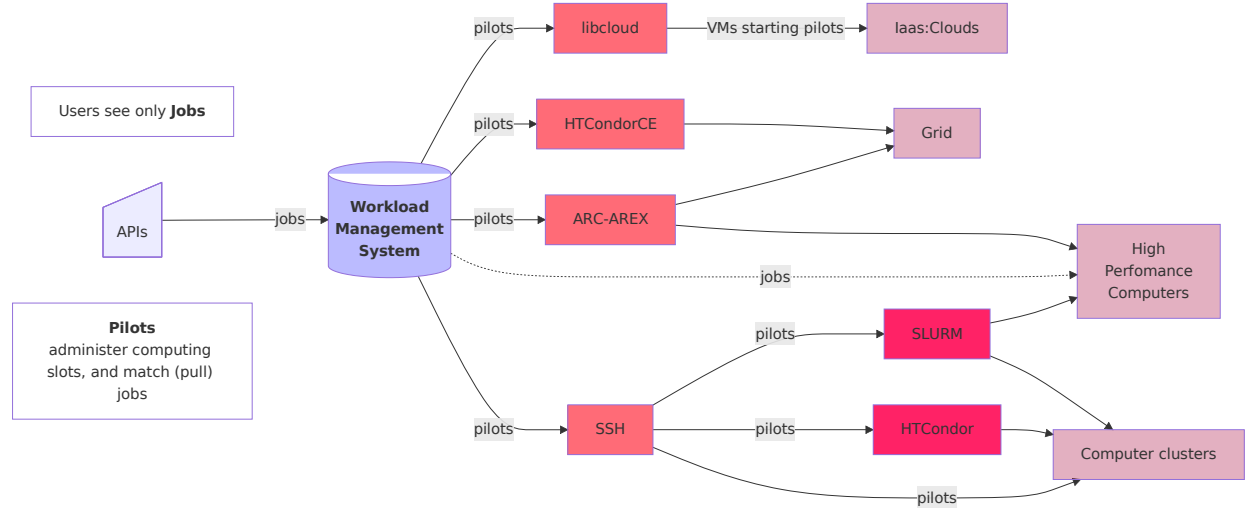 pilots
libcloud
VMs starting pilots
Iaas:Clouds
Users see only Jobs
pilots
HTCondorCE
Grid
APIs
jobs
Workload
Management
System
pilots
ARC-AREX
High
Perfomance
Computers
jobs
Pilots
administer computing
slots, and match (pull)
jobs
pilots
SLURM
pilots
SSH
pilots
HTCondor
Computer clusters
pilots